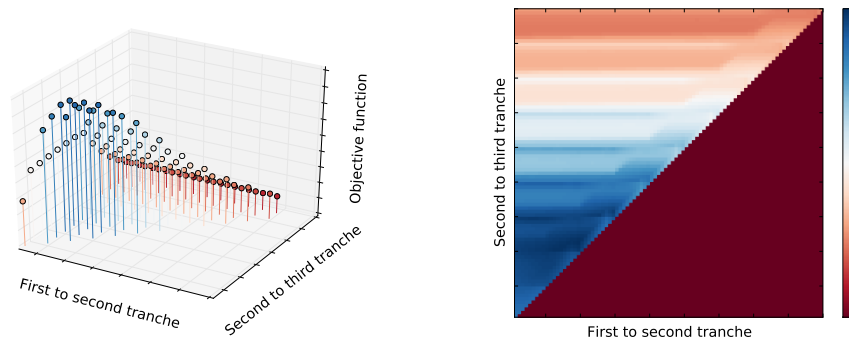 First to second tranche
Second to third tranche
Objective function
Second to third tranche
First to second tranche